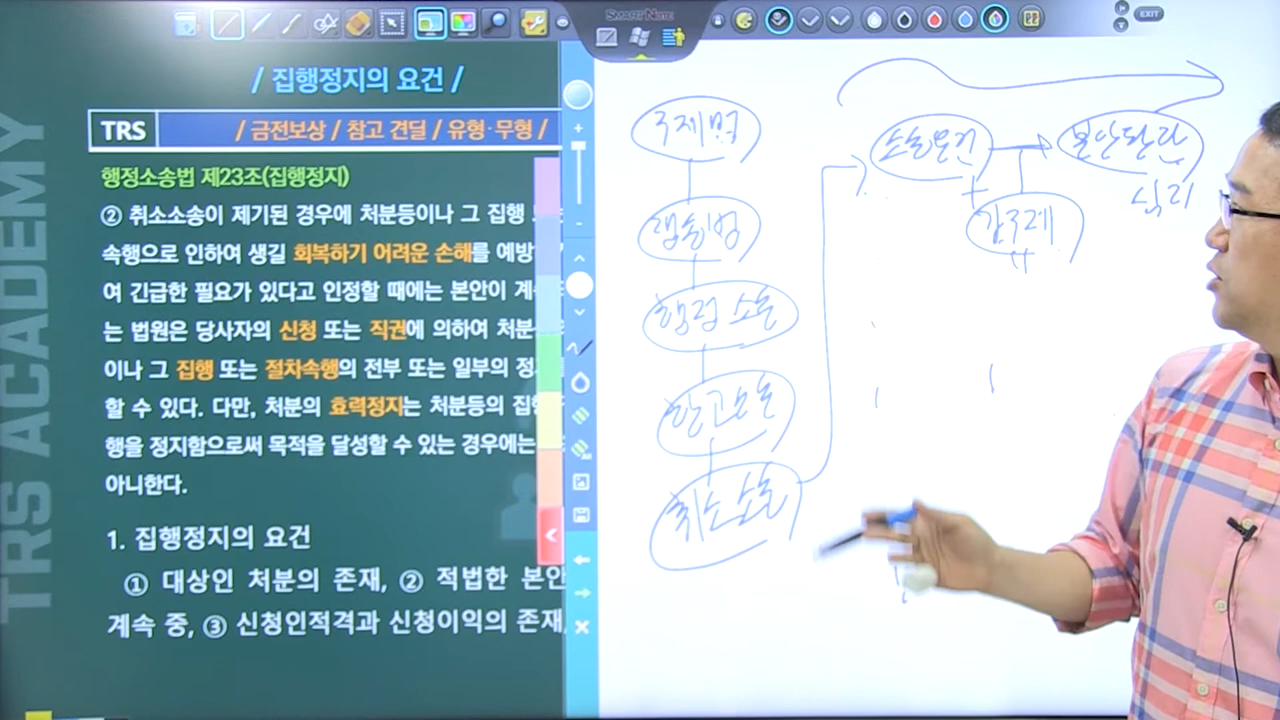 SMART NOTE
EXIT
/ 집행정지의 요건 /
TRS
/ 금전보상 / 참고 견딜 / 유형·무형 /
행정소송법 제23조(집행정지)
② 취소소송이 제기된 경우에 처분등이나 그 집행
속행으로 인하여 생길 회복하기 어려운 손해를 예방
여 긴급한 필요가 있다고 인정할 때에는 본안이 계
는 법원은 당사자의 신청 또는 직권에 의하여 처분
이나 그 집행 또는 절차속행의 전부 또는 일부의 정
할 수 있다. 다만, 처분의 효력정지는 처분등의 집
행을 정지함으로써 목적을 달성할 수 있는 경우에는
아니한다.
1. 집행정지의 요건
① 대상인 처분의 존재, ② 적법한 본안
계속 중, ③ 신청인적격과 신청이익의 존재,
TRS ACADEMY
구제법
행쟁법
행정소송
항고소송
취소소송
소송요건
본안판단
심리
가구제